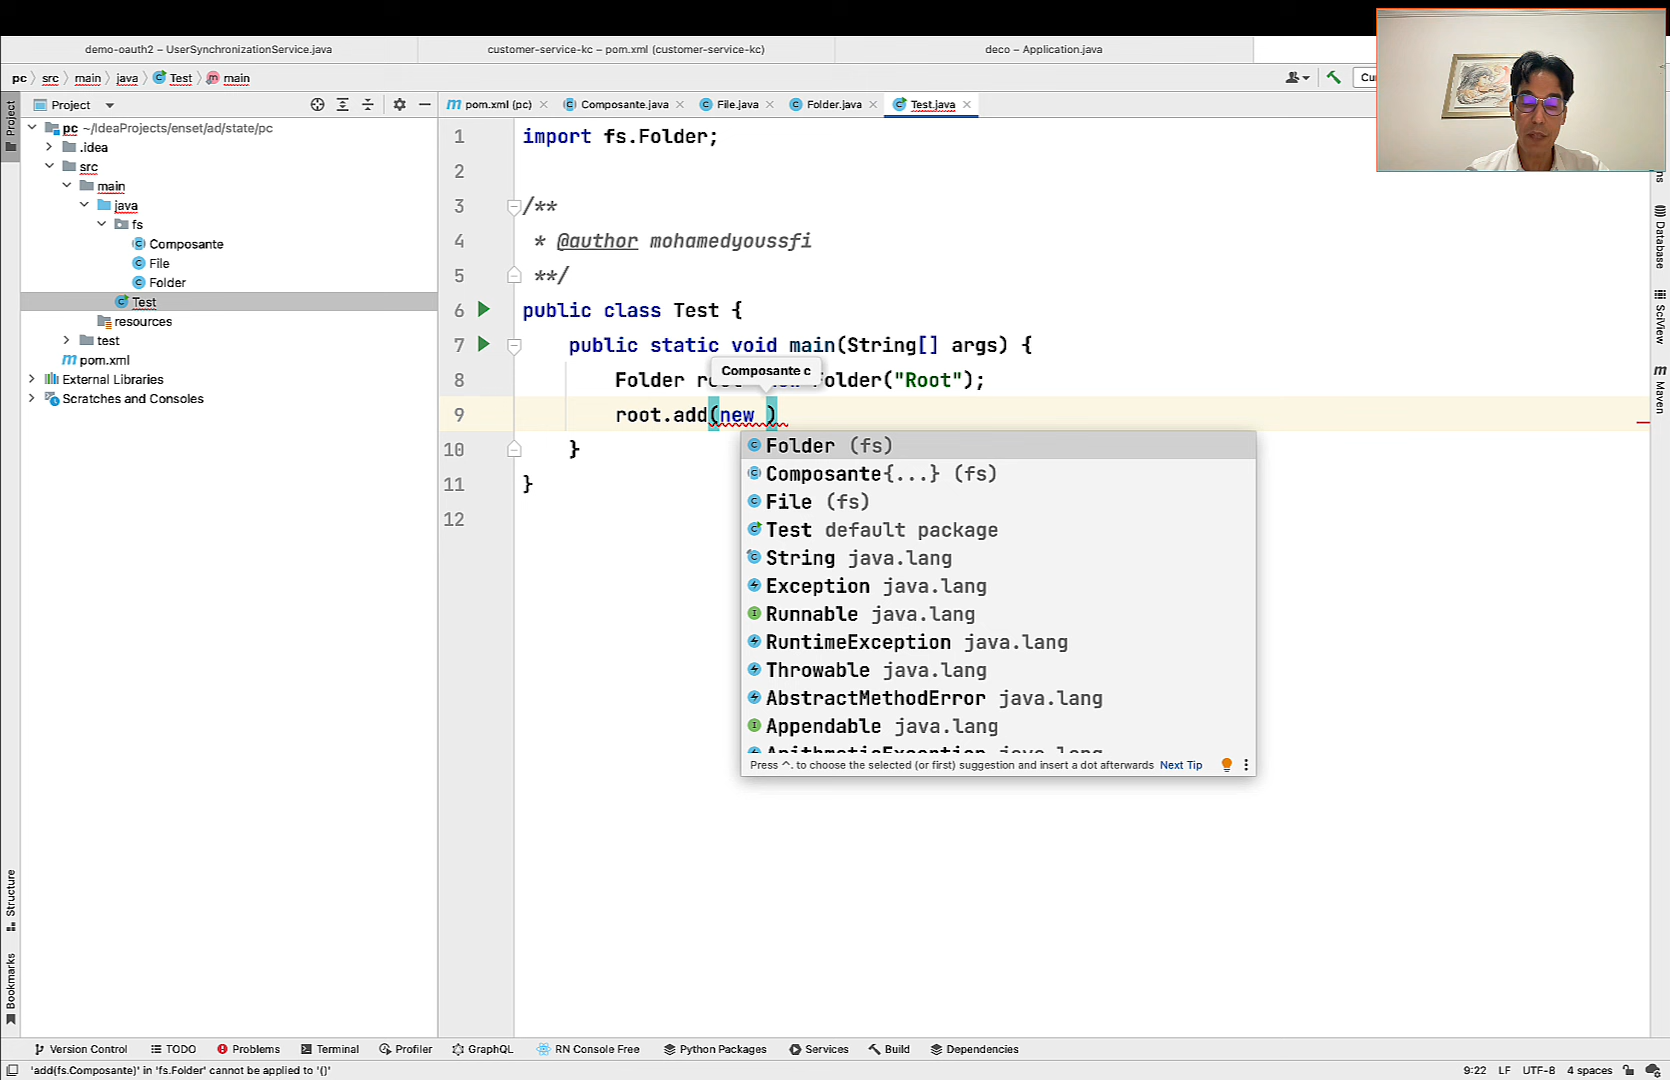 demo-oauth2 – UserSynchronizationService.java
customer-service-kc – pom.xml (customer-service-kc)
deco – Application.java
pc
src
main
java
Test
main
Project
pom.xml (pc)
Composante.java
File.java
Folder.java
Test.java
Project
pc ~/IdeaProjects/enset/ad/state/pc
.idea
src
main
java
fs
Composante
File
Folder
Test
resources
test
pom.xml
External Libraries
Scratches and Consoles
1 import fs.Folder;
2
3 /**
4 * @author mohamedyoussfi
5 **/
6 public class Test {
7 public static void main(String[] args) {
Composante c
8 Folder Folder("Root");
9 root.add(new )
10 }
11 }
12
Folder (fs)
Composante{...} (fs)
File (fs)
Test default package
String java.lang
Exception java.lang
Runnable java.lang
RuntimeException java.lang
Throwable java.lang
AbstractMethodError java.lang
Appendable java.lang
ArithmeticException java.lang
Press ^. to choose the selected (or first) suggestion and insert a dot afterwards Next Tip
Database
SciView
Maven
Structure
Bookmarks
Version Control
TODO
Problems
Terminal
Profiler
GraphQL
RN Console Free
Python Packages
Services
Build
Dependencies
'add(fs.Composante)' in 'fs.Folder' cannot be applied to '()'
9:22 LF UTF-8 4 spaces